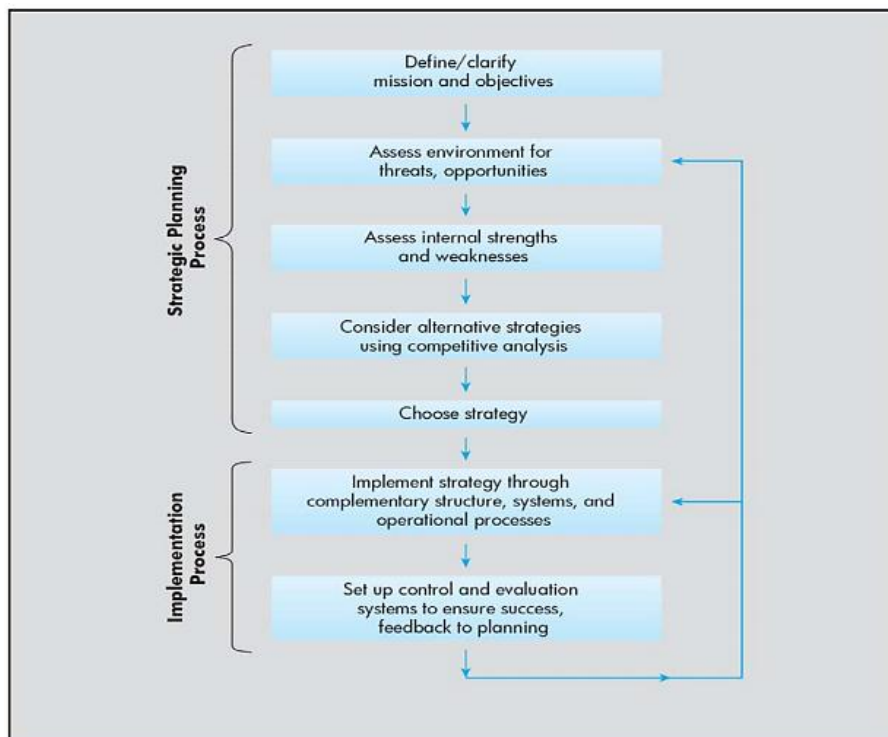 Define/clarify
mission and objectives
Assess environment for
threats, opportunities
Assess internal strengths
and weaknesses
Consider alternative strategies
using competitive analysis
Choose strategy
Strategic Planning
Process
Implement strategy through
complementary structure, systems, and
operational processes
Set up control and evaluation
systems to ensure success,
feedback to planning
Implementation
Process